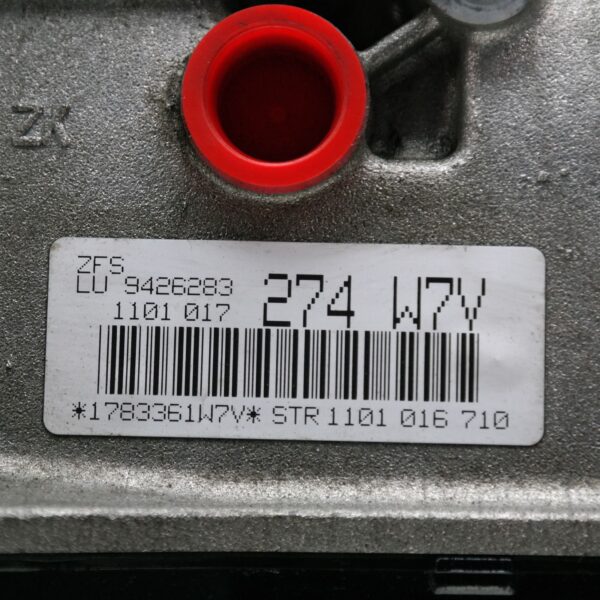 ZK
ZFS
LU 9426283
1101 017
274 W7V
*1783361W7V* STR 1101 016 710